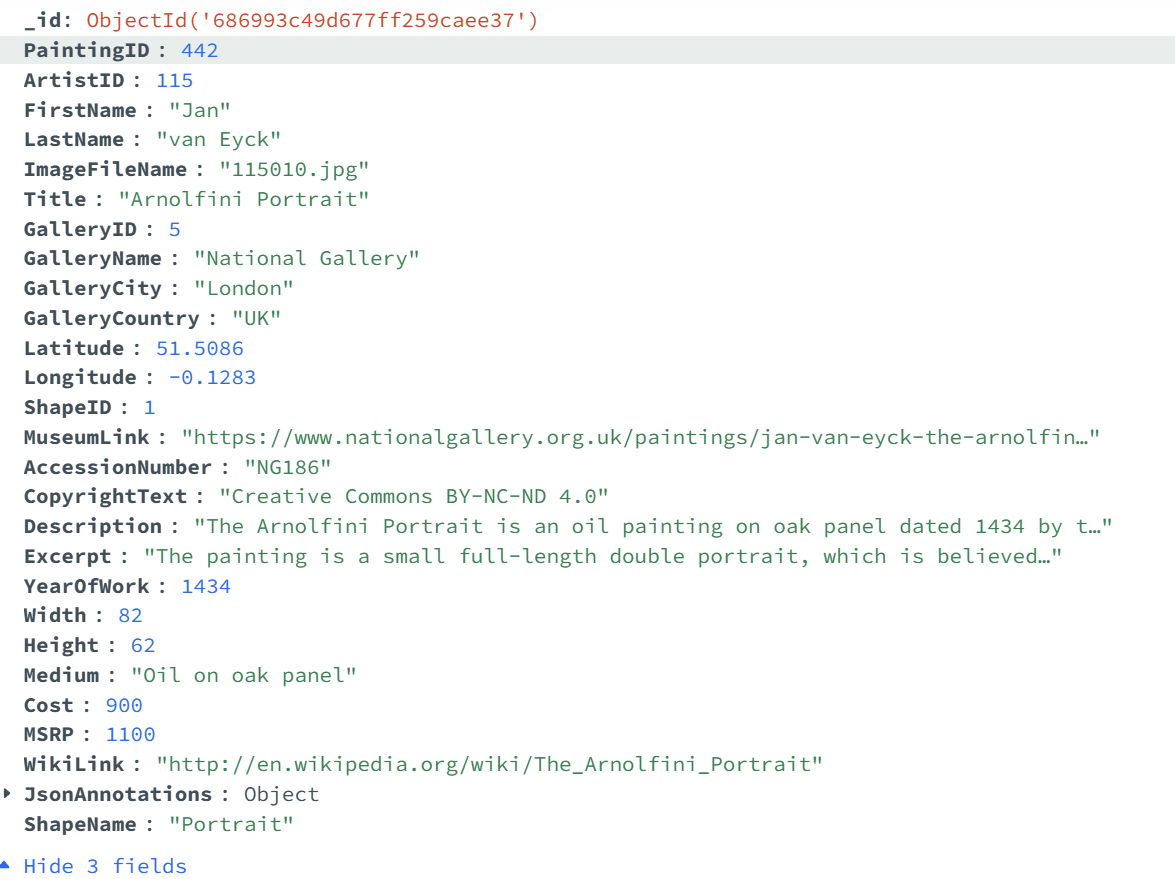 _id: ObjectId('686993c49d677ff259caee37')
PaintingID : 442
ArtistID : 115
FirstName : "Jan"
LastName : "van Eyck"
ImageFileName : "115010.jpg"
Title : "Arnolfini Portrait"
GalleryID : 5
GalleryName : "National Gallery"
GalleryCity : "London"
GalleryCountry : "UK"
Latitude : 51.5086
Longitude : -0.1283
ShapeID : 1
MuseumLink : "https://www.nationalgallery.org.uk/paintings/jan-van-eyck-the-arnolfin…"
AccessionNumber : "NG186"
CopyrightText : "Creative Commons BY-NC-ND 4.0"
Description : "The Arnolfini Portrait is an oil painting on oak panel dated 1434 by t…"
Excerpt : "The painting is a small full-length double portrait, which is believed…"
YearOfWork : 1434
Width : 82
Height : 62
Medium : "Oil on oak panel"
Cost : 900
MSRP : 1100
WikiLink : "http://en.wikipedia.org/wiki/The_Arnolfini_Portrait"
JsonAnnotations : Object
ShapeName : "Portrait"
Hide 3 fields